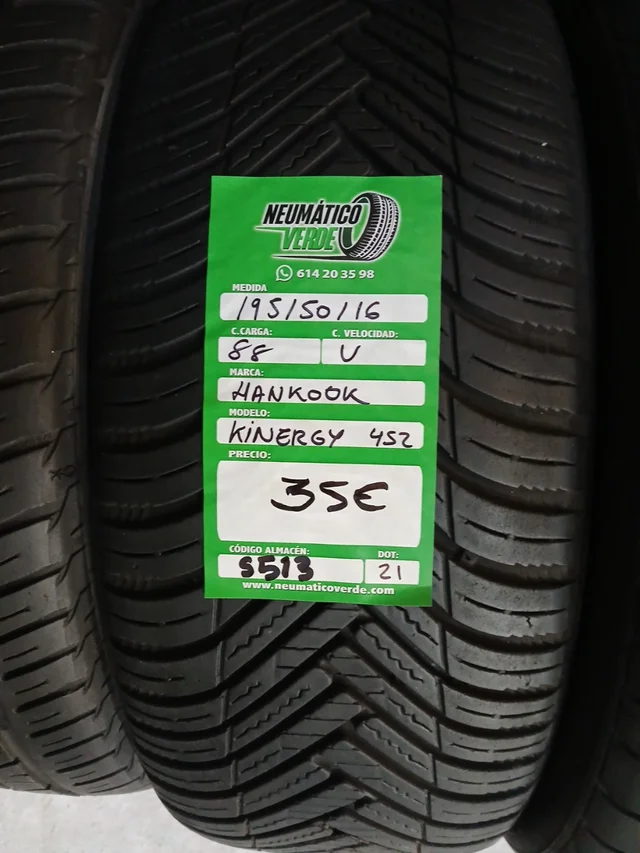 NEUMÁTICO
VERDE
614 20 35 98
MEDIDA
195/50/16
C.CARGA: C. VELOCIDAD:
88 V
MARCA:
HANKOOK
MODELO:
KINERGY 4S2
PRECIO:
35€
CÓDIGO ALMACÉN: DOT:
S513 21
www.neumaticoverde.com